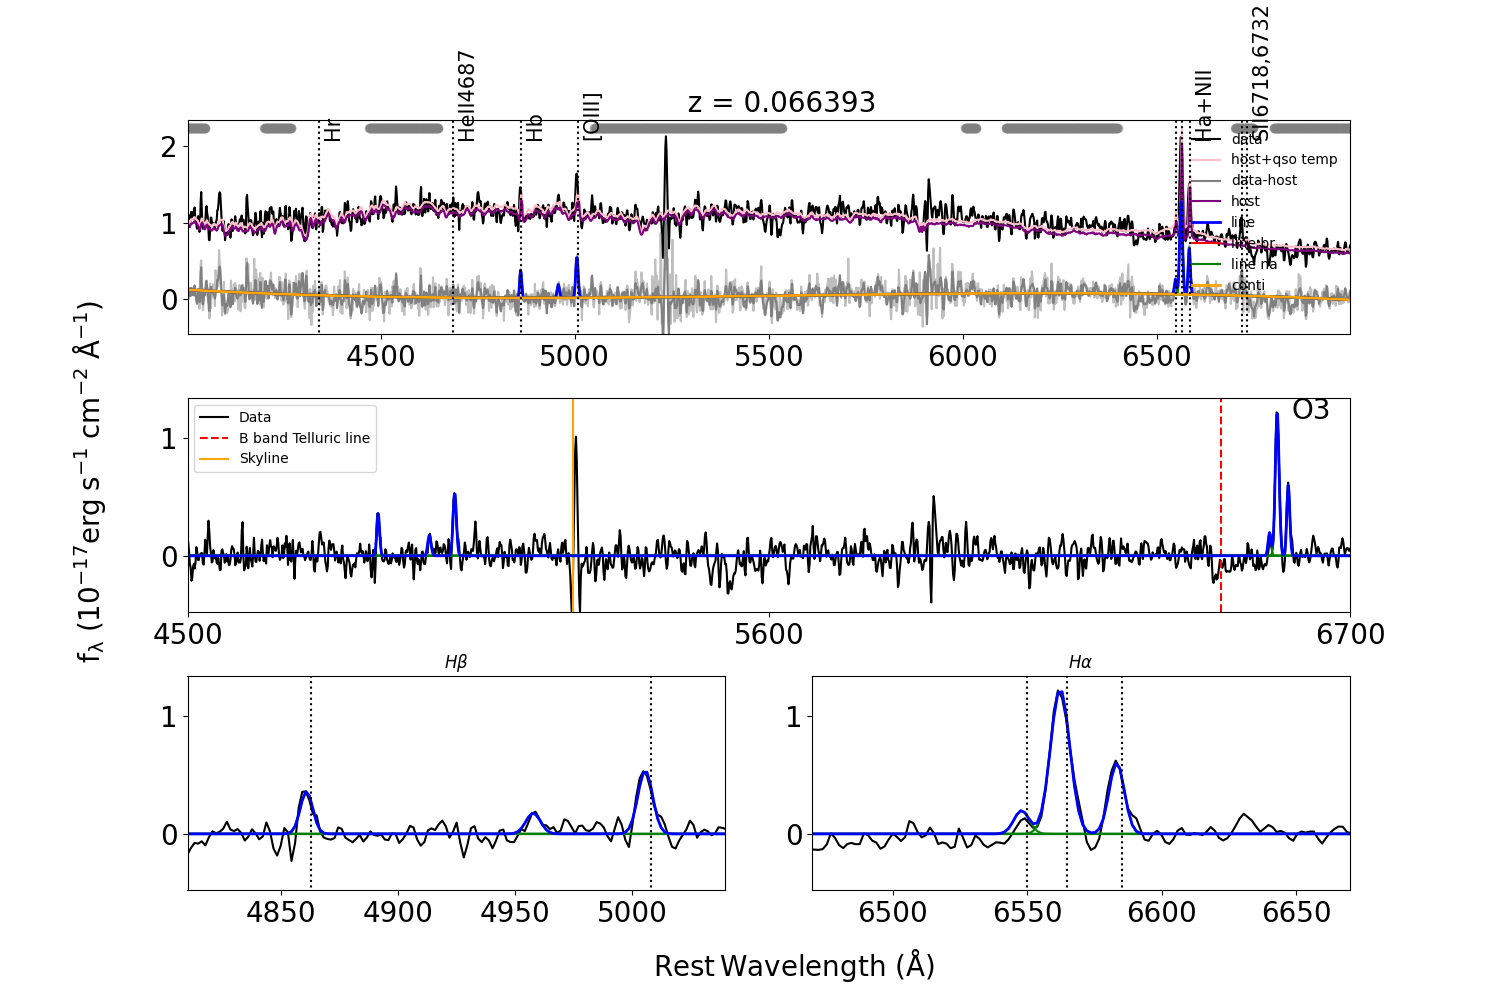 z = 0.066393
Hr
HeII4687
Hb
[OIII]
Ha+NII
SII6718,6732
data
host+qso temp
data-host
host
line
line br
line na
conti
2
1
0
4500
5000
5500
6000
6500
Data
B band Telluric line
Skyline
O3
1
0
4500
5600
6700
fλ (10−17erg s−1 cm−2 Å−1)
Hβ
1
0
4850
4900
4950
5000
Hα
1
0
6500
6550
6600
6650
Rest Wavelength (Å)